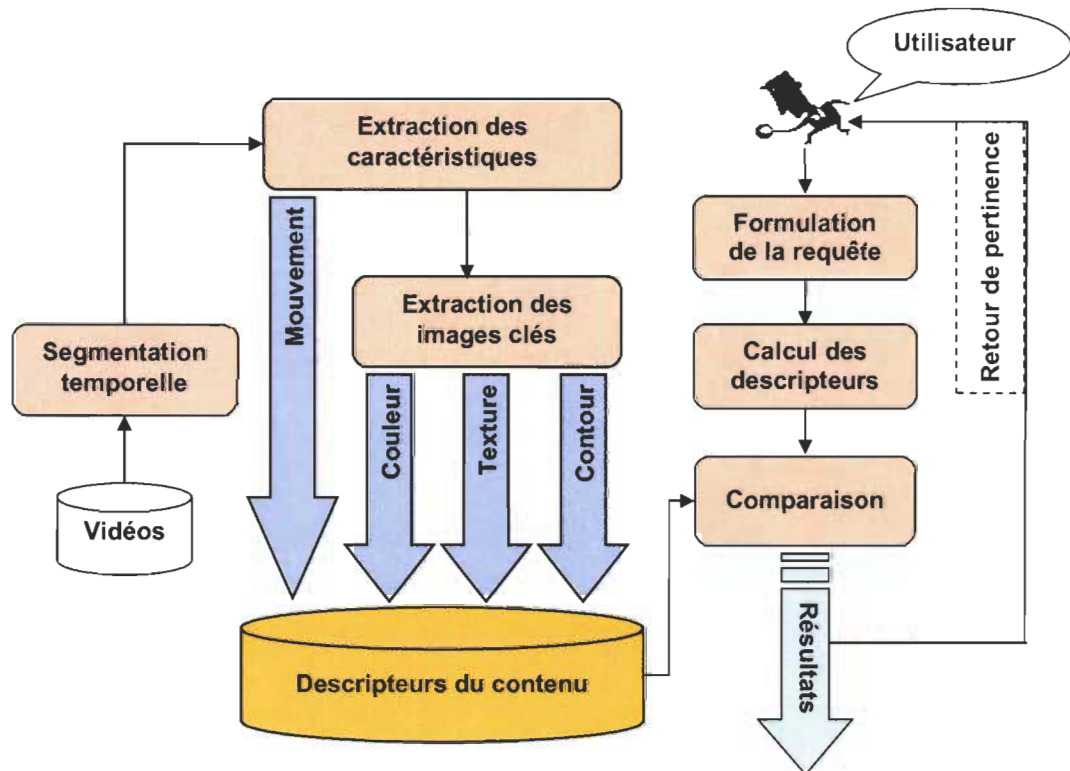 Utilisateur
Extraction des
caractéristiques
Mouvement
Extraction des
images clés
Segmentation
temporelle
Vidéos
Couleur
Texture
Contour
Descripteurs du contenu
Formulation
de la requête
Calcul des
descripteurs
Comparaison
Résultats
Retour de pertinence